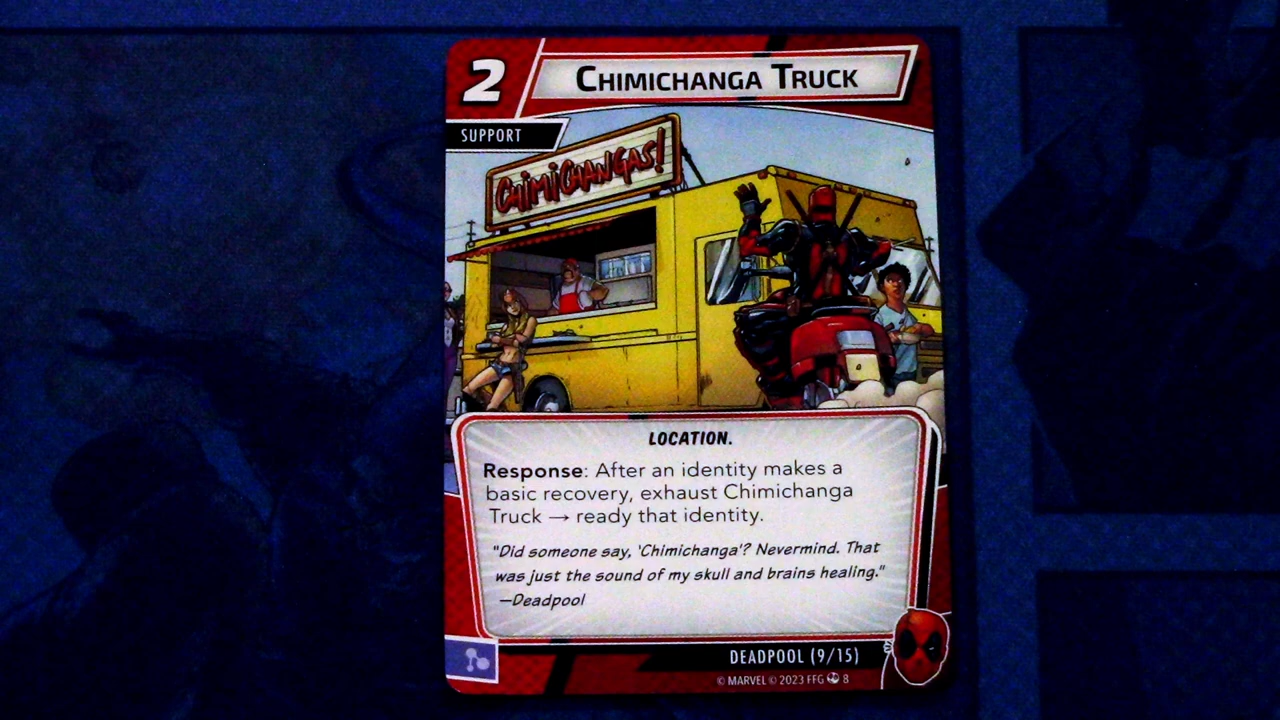 2
CHIMICHANGA TRUCK
SUPPORT
CHIMICHANGAS!
LOCATION.
Response: After an identity makes a
basic recovery, exhaust Chimichanga
Truck → ready that identity.
"Did someone say, 'Chimichanga'? Nevermind. That
was just the sound of my skull and brains healing."
—Deadpool
DEADPOOL (9/15)
© MARVEL © 2023 FFG 8